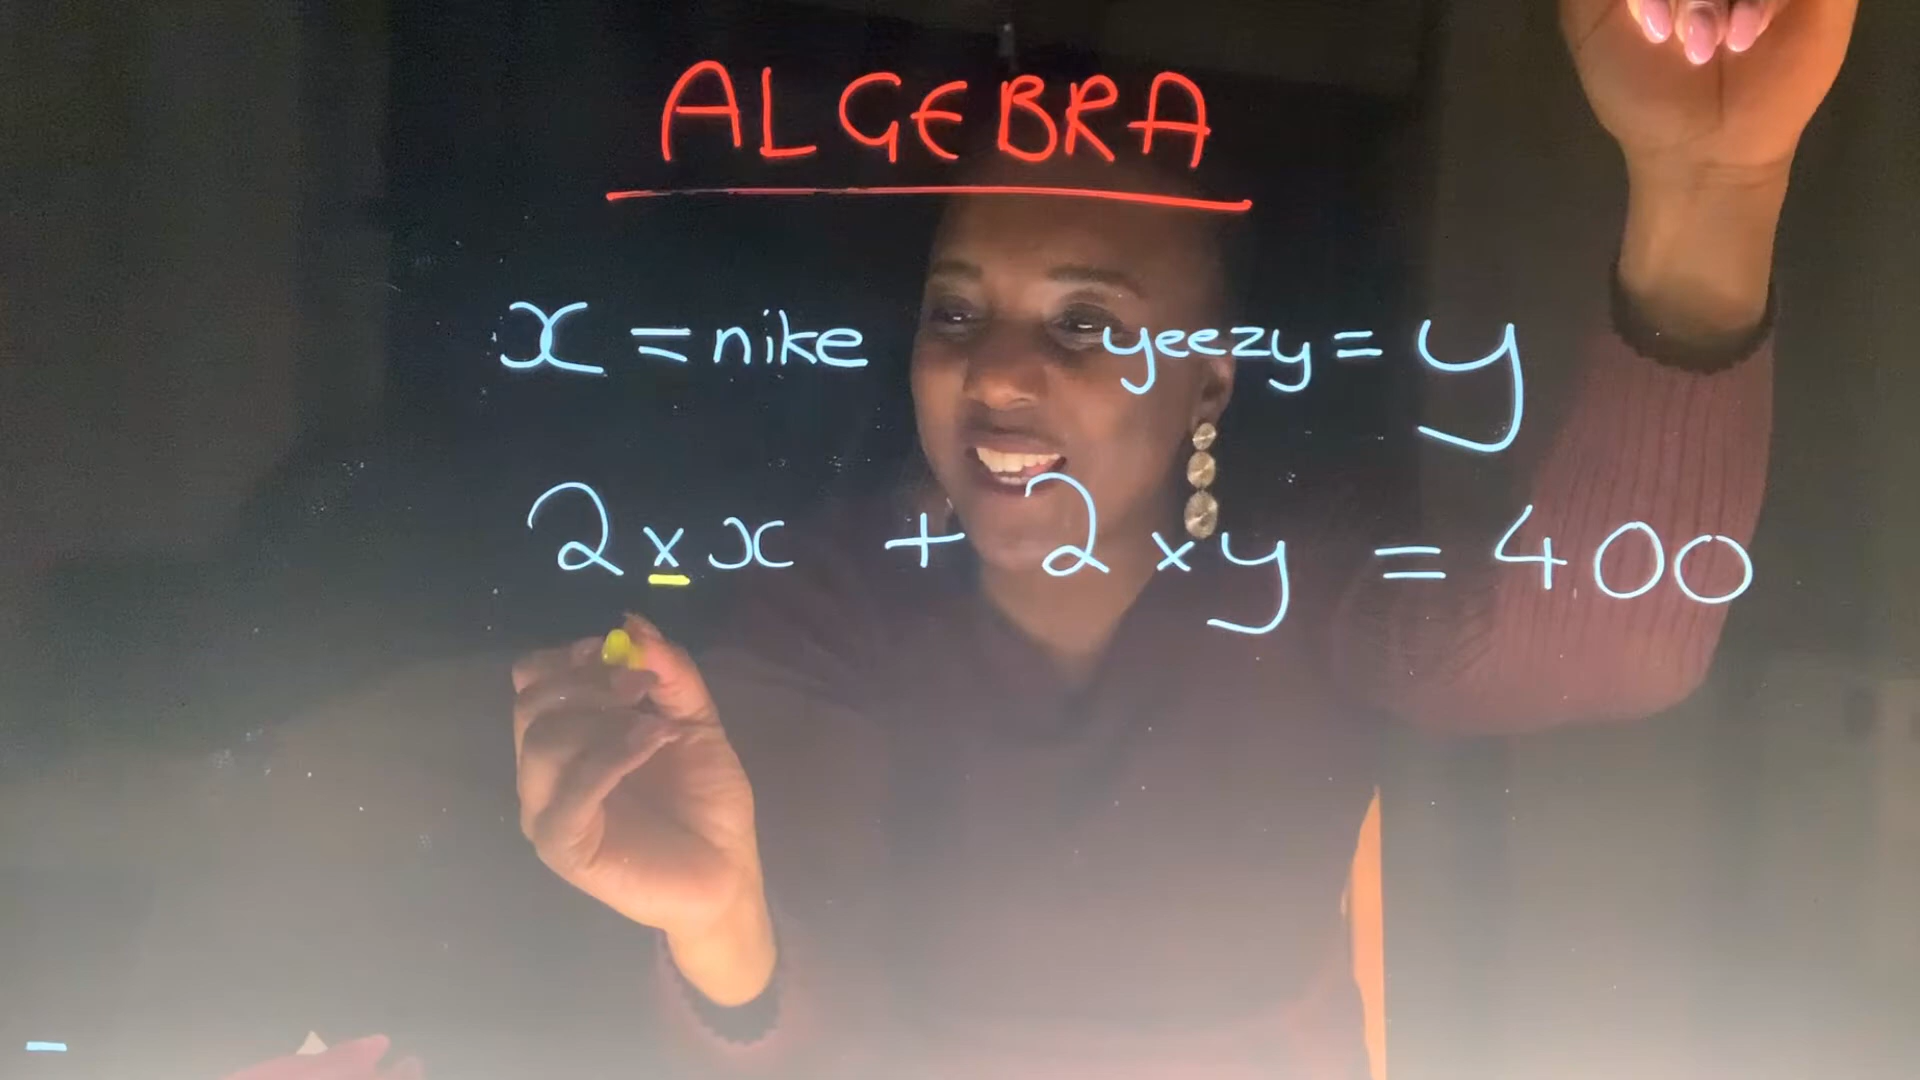 ALGEBRA
x = nike yeezy = y
2 x x + 2 x y = 400